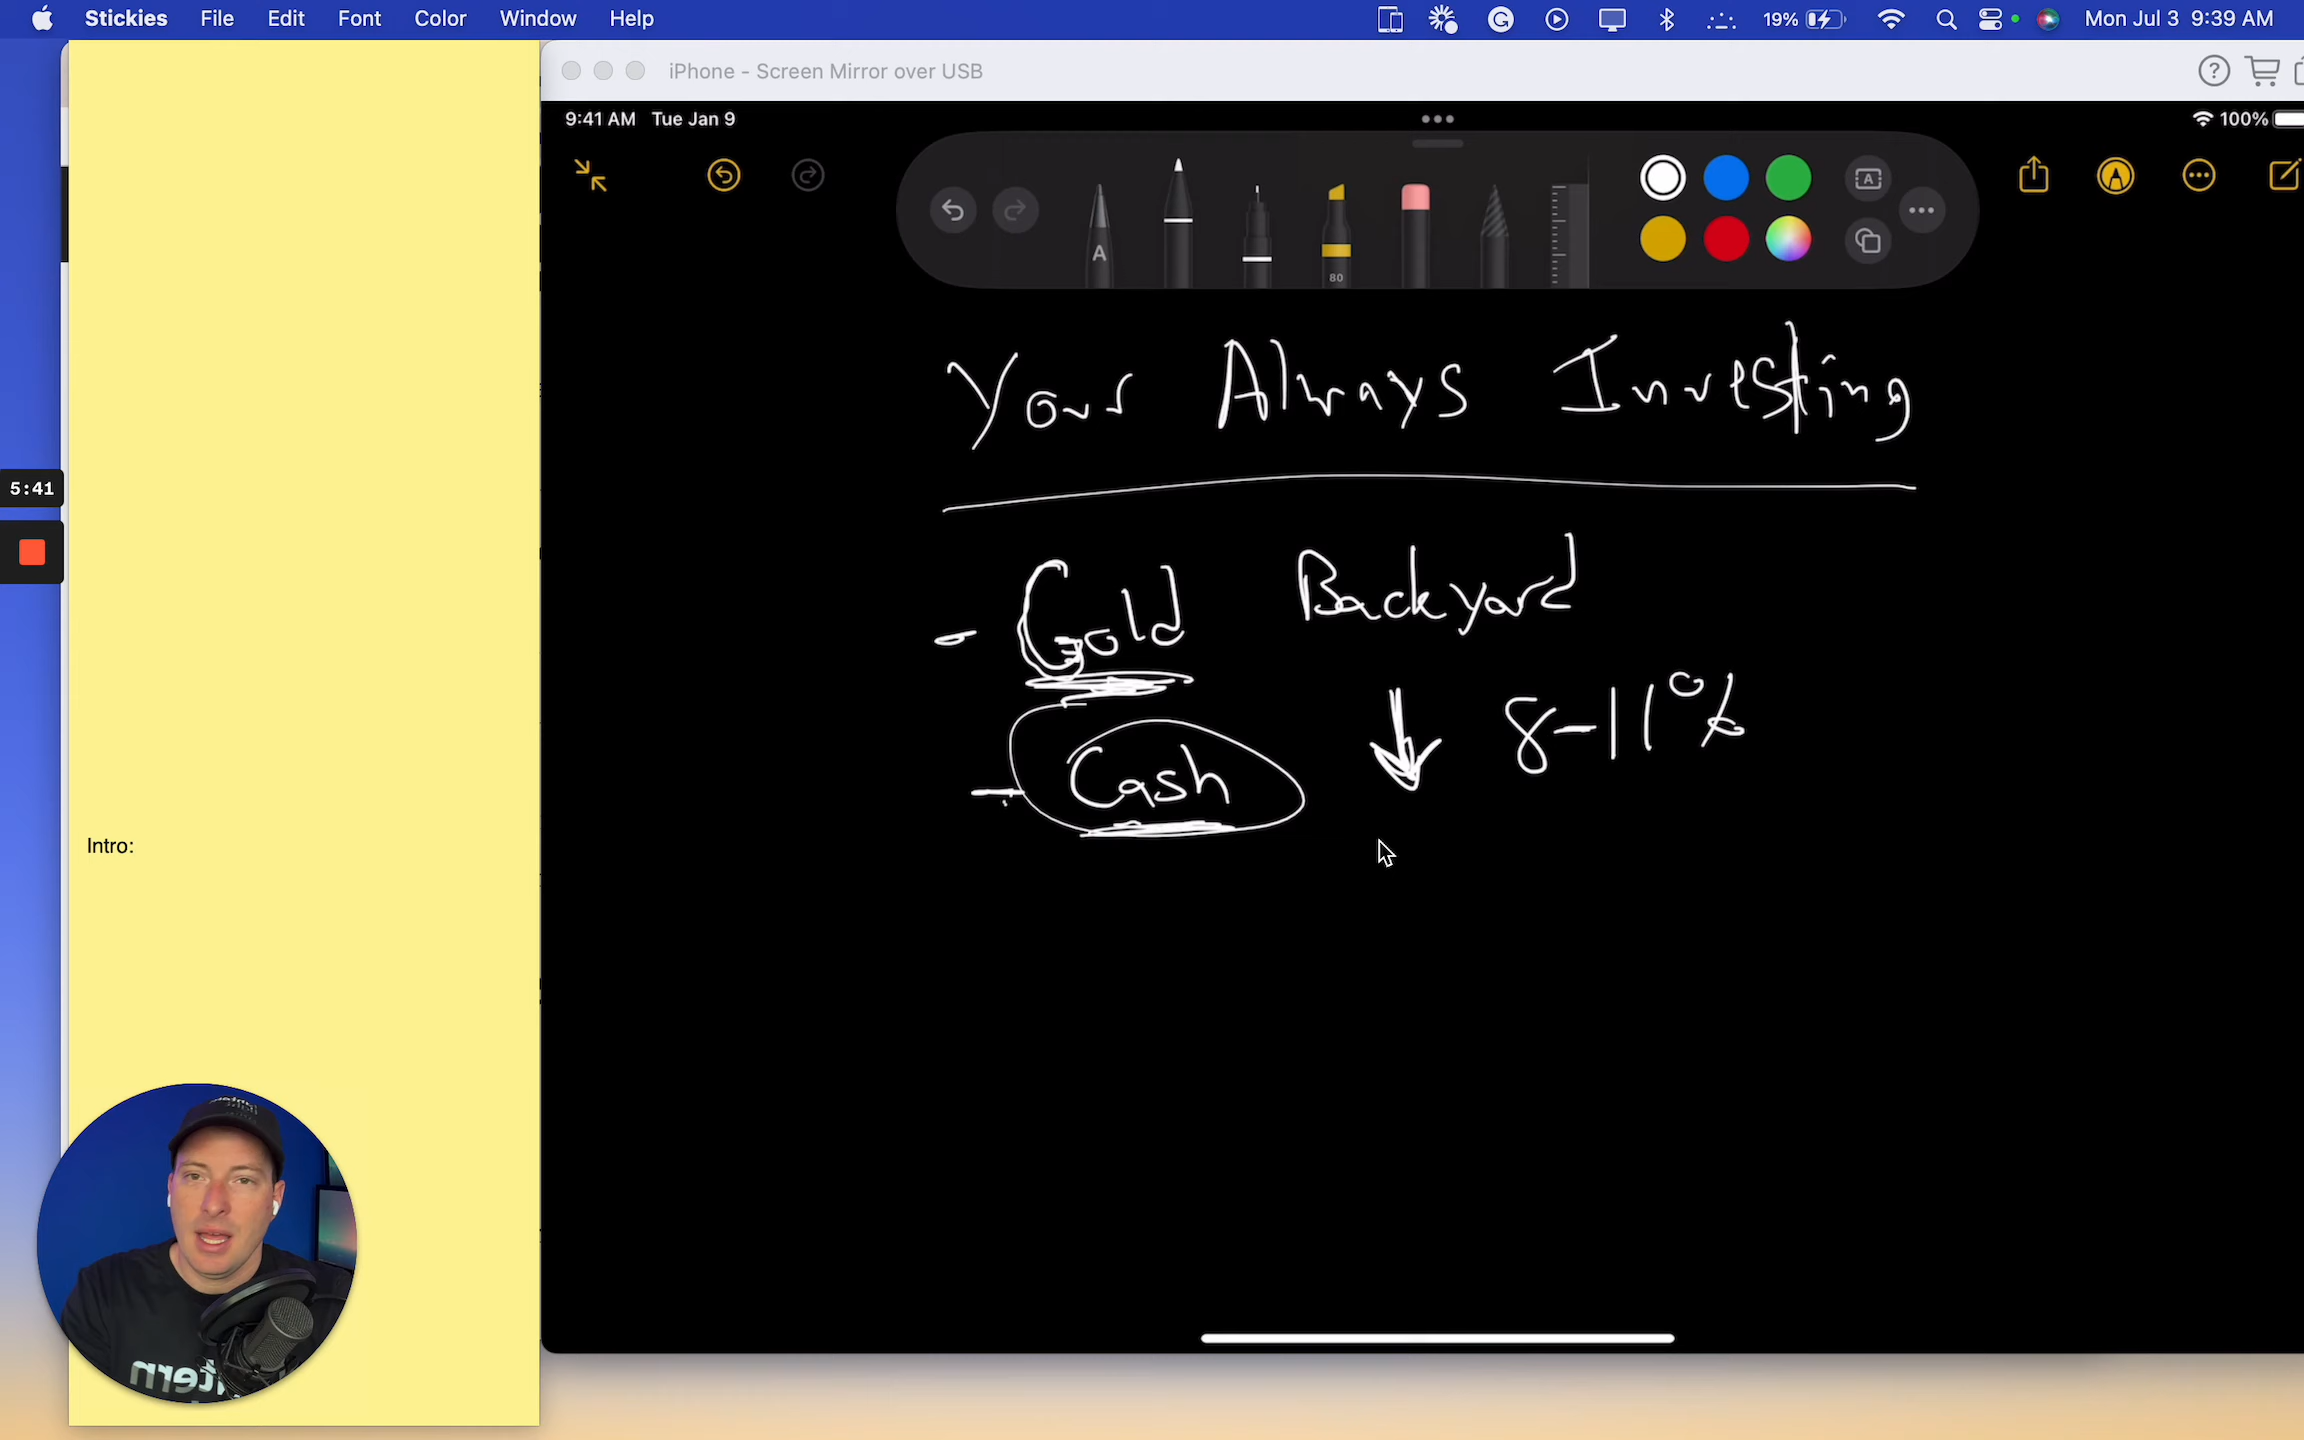 Stickies File Edit Font Color Window Help 19% Mon Jul 3 9:39 AM
iPhone - Screen Mirror over USB
9:41 AM Tue Jan 9 100%
A
80
A
Your Always Investing
5:41
- Gold Backyard
- Cash 8-11%
Intro: